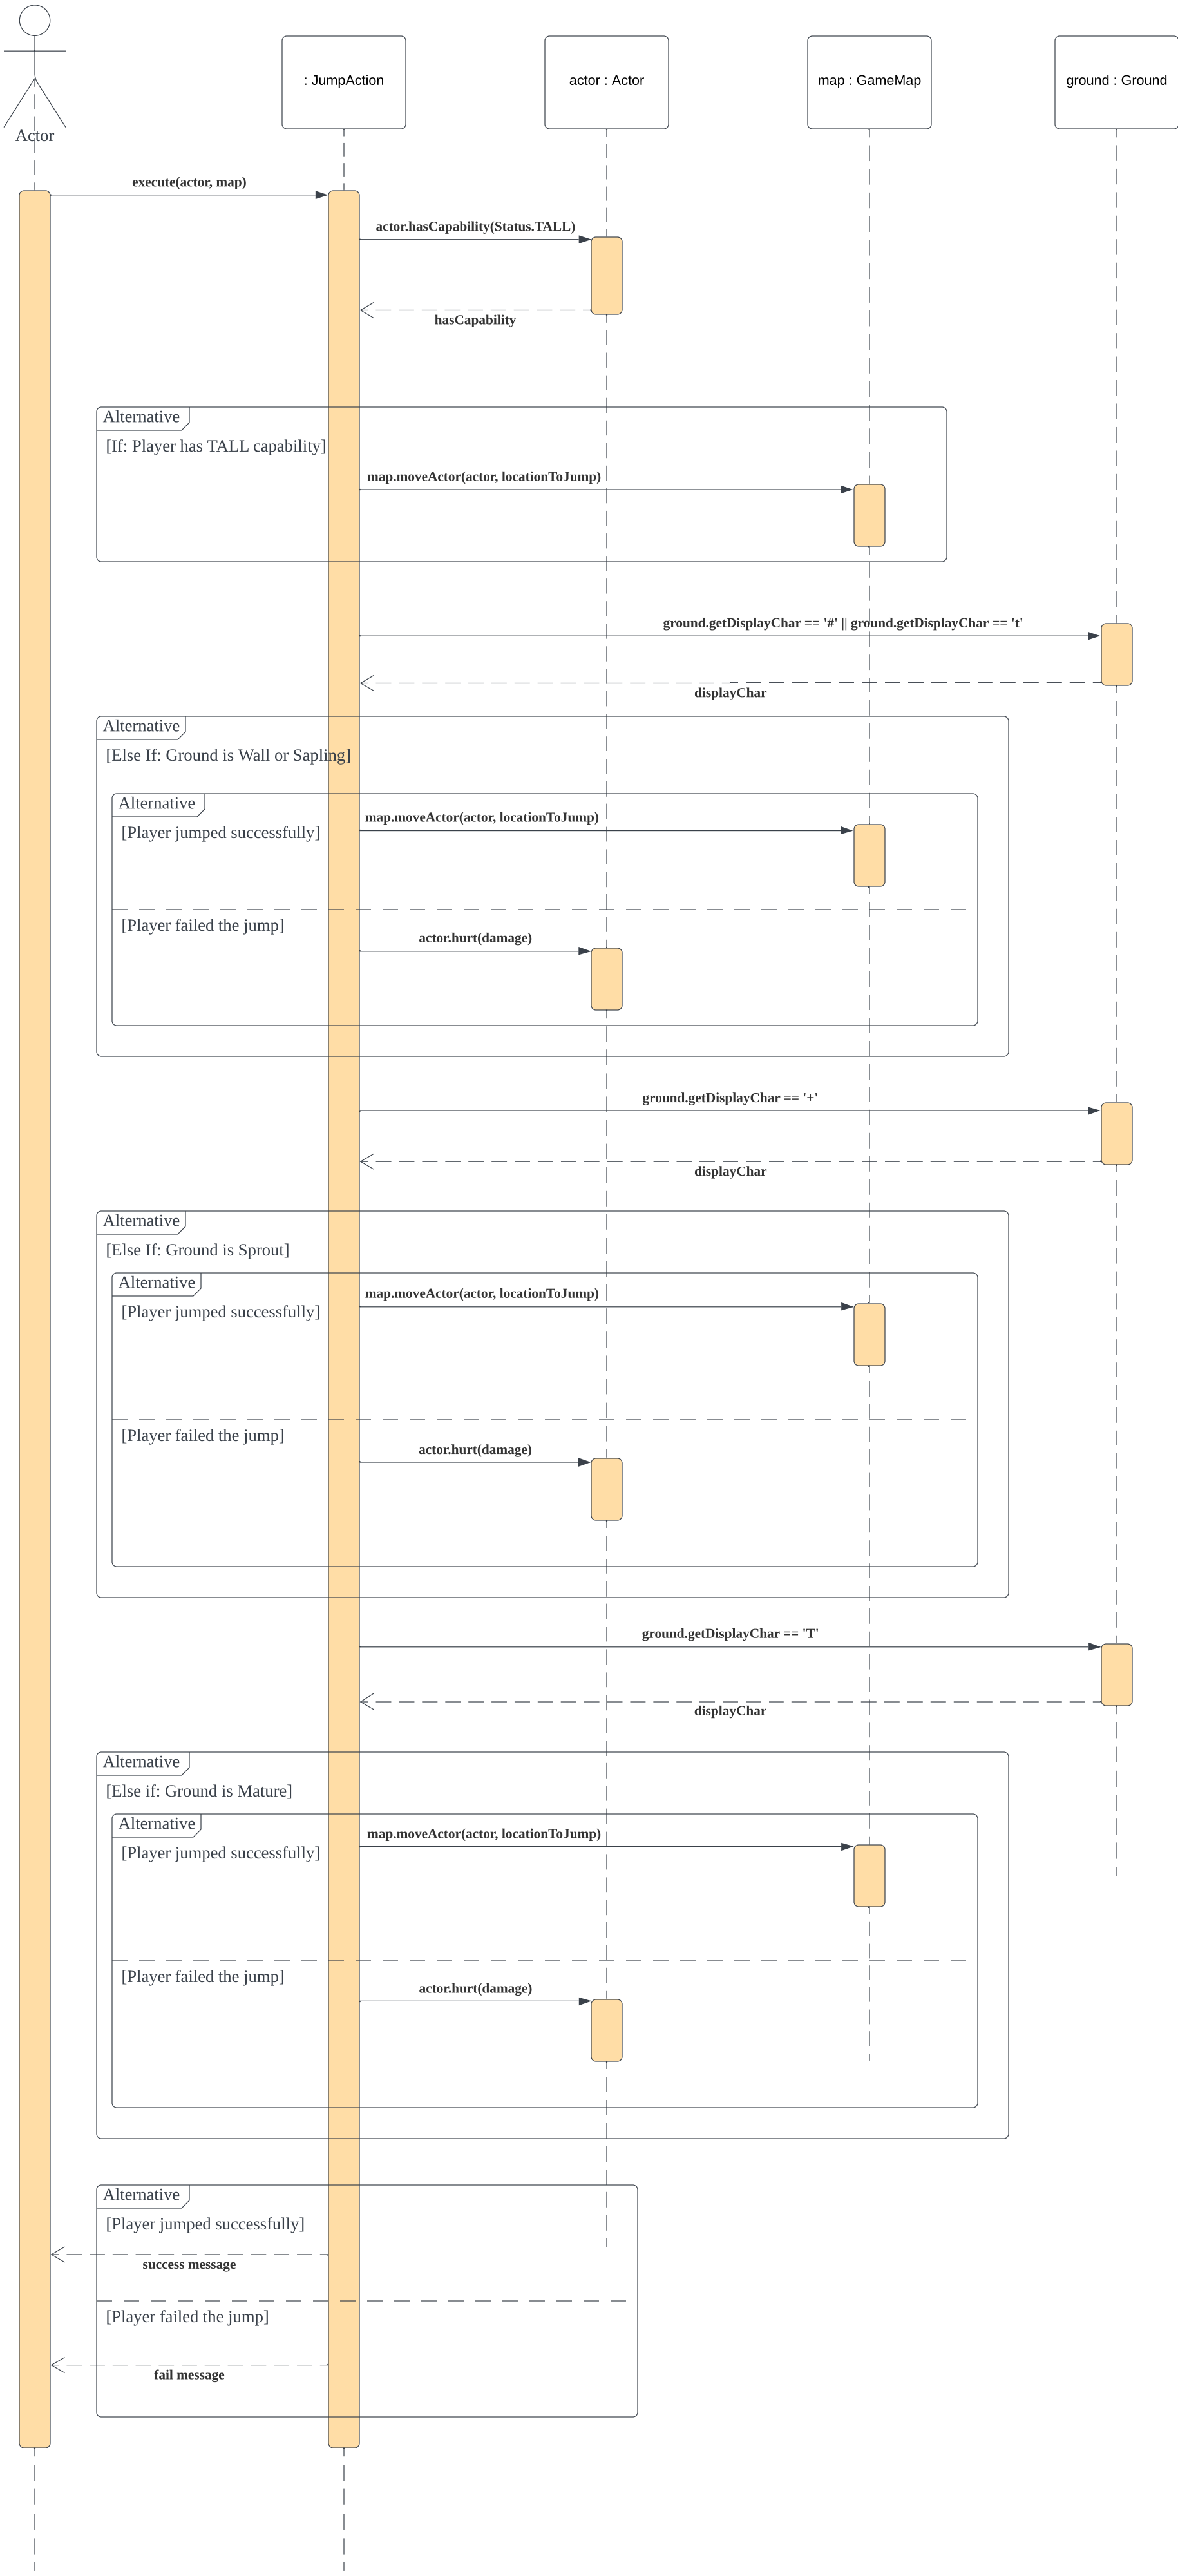 : JumpAction
actor : Actor
map : GameMap
ground : Ground
Actor
execute(actor, map)
actor.hasCapability(Status.TALL)
hasCapability
Alternative
[If: Player has TALL capability]
map.moveActor(actor, locationToJump)
ground.getDisplayChar == '#' || ground.getDisplayChar == 't'
displayChar
Alternative
[Else If: Ground is Wall or Sapling]
Alternative
map.moveActor(actor, locationToJump)
[Player jumped successfully]
[Player failed the jump]
actor.hurt(damage)
ground.getDisplayChar == '+'
displayChar
Alternative
[Else If: Ground is Sprout]
Alternative
map.moveActor(actor, locationToJump)
[Player jumped successfully]
[Player failed the jump]
actor.hurt(damage)
ground.getDisplayChar == 'T'
displayChar
Alternative
[Else if: Ground is Mature]
Alternative
map.moveActor(actor, locationToJump)
[Player jumped successfully]
[Player failed the jump]
actor.hurt(damage)
Alternative
[Player jumped successfully]
success message
[Player failed the jump]
fail message